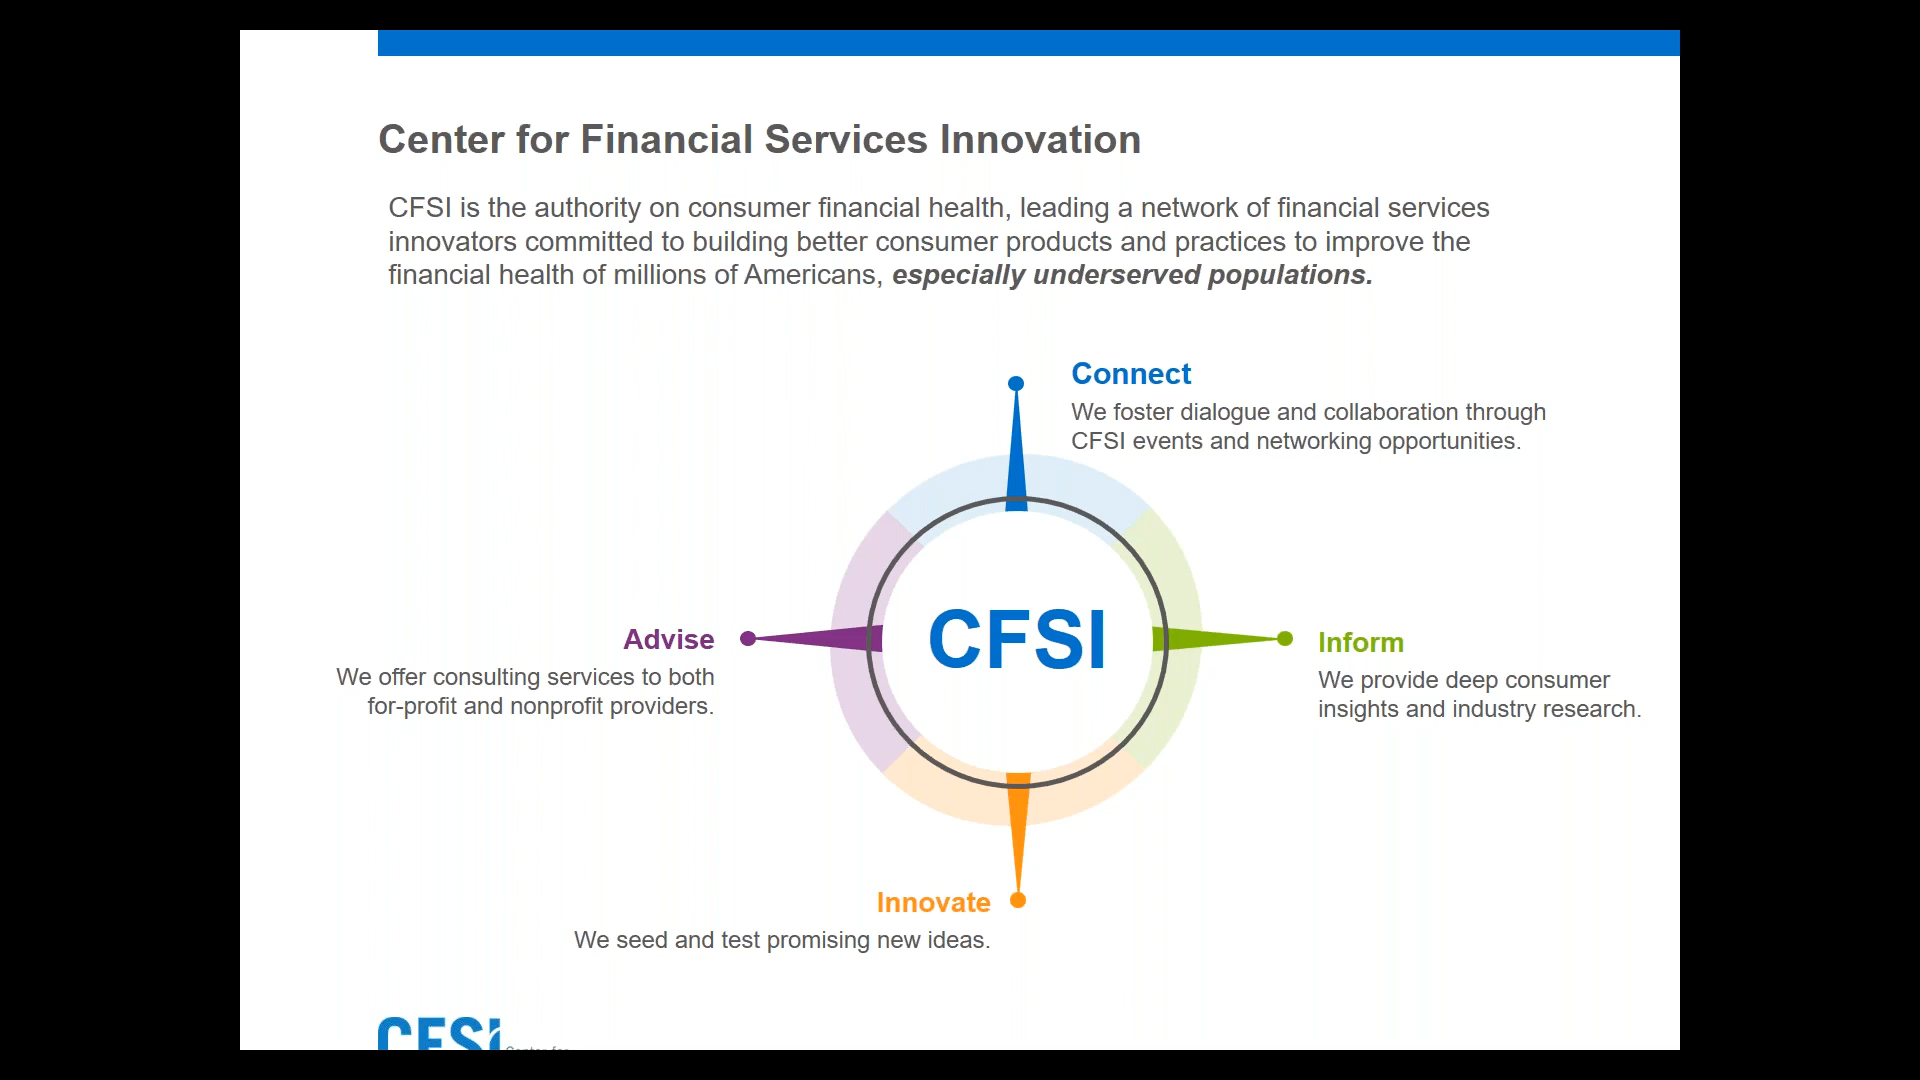 Center for Financial Services Innovation
CFSI is the authority on consumer financial health, leading a network of financial services
innovators committed to building better consumer products and practices to improve the
financial health of millions of Americans, especially underserved populations.
Connect
We foster dialogue and collaboration through
CFSI events and networking opportunities.
CFSI
Advise
We offer consulting services to both
for-profit and nonprofit providers.
Inform
We provide deep consumer
insights and industry research.
Innovate
We seed and test promising new ideas.
CFSI